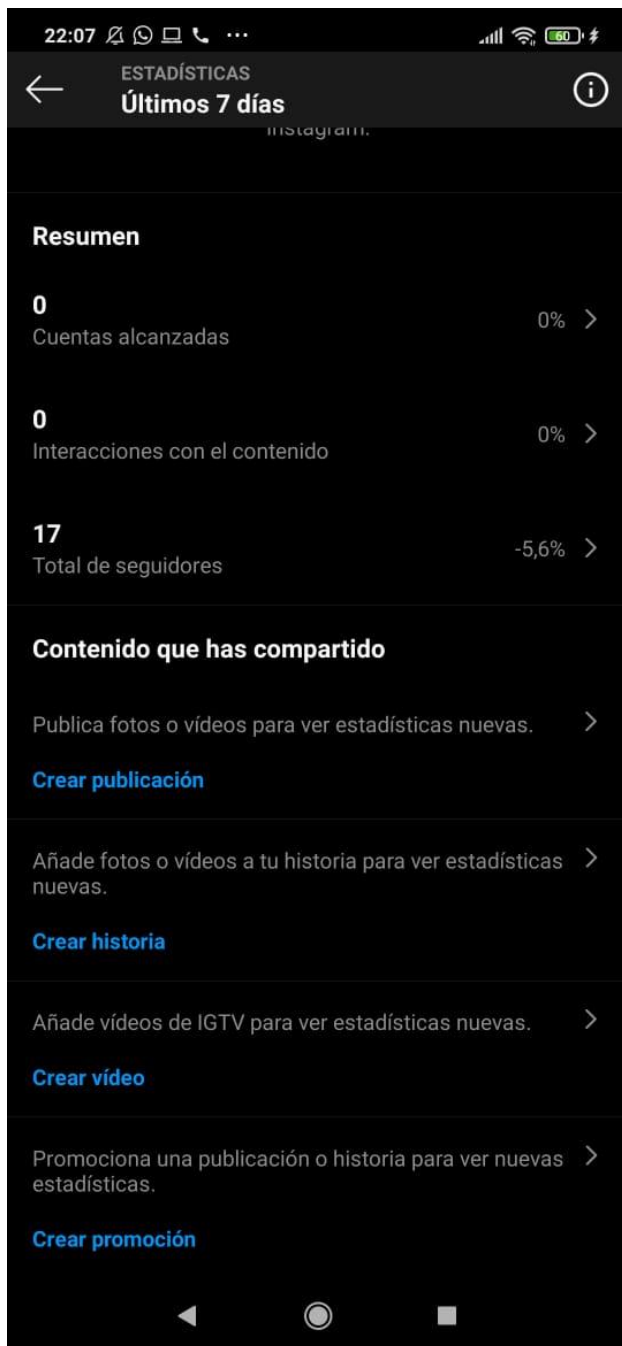 22:07
60
ESTADÍSTICAS
Últimos 7 días
Instagram.
Resumen
0
Cuentas alcanzadas
0%
0
Interacciones con el contenido
0%
17
Total de seguidores
-5,6%
Contenido que has compartido
Publica fotos o vídeos para ver estadísticas nuevas.
Crear publicación
Añade fotos o vídeos a tu historia para ver estadísticas
nuevas.
Crear historia
Añade vídeos de IGTV para ver estadísticas nuevas.
Crear vídeo
Promociona una publicación o historia para ver nuevas
estadísticas.
Crear promoción